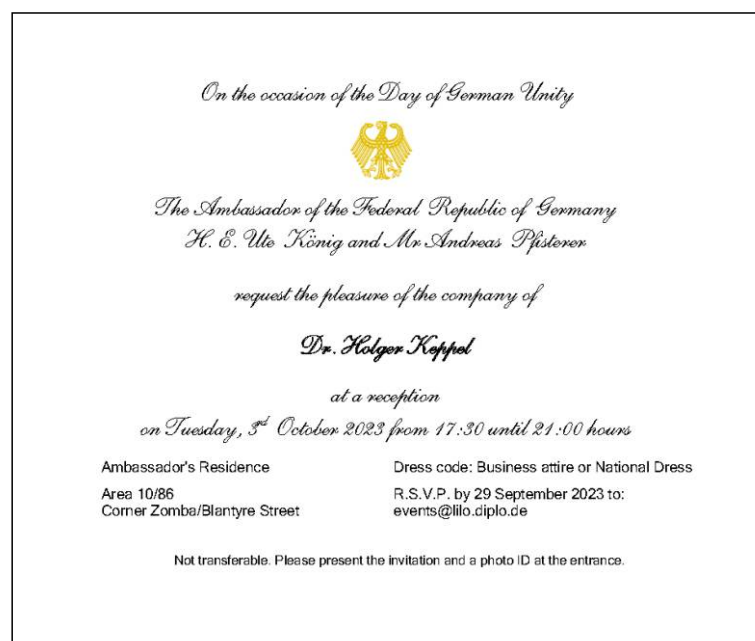 On the occasion of the Day of German Unity
The Ambassador of the Federal Republic of Germany
H. E. Ute König and Mr Andreas Pfisterer
request the pleasure of the company of
Dr. Holger Keppel
at a reception
on Tuesday, 3rd October 2023 from 17:30 until 21:00 hours
Ambassador's Residence
Dress code: Business attire or National Dress
Area 10/86
R.S.V.P. by 29 September 2023 to:
Corner Zomba/Blantyre Street
events@lilo.diplo.de
Not transferable. Please present the invitation and a photo ID at the entrance.